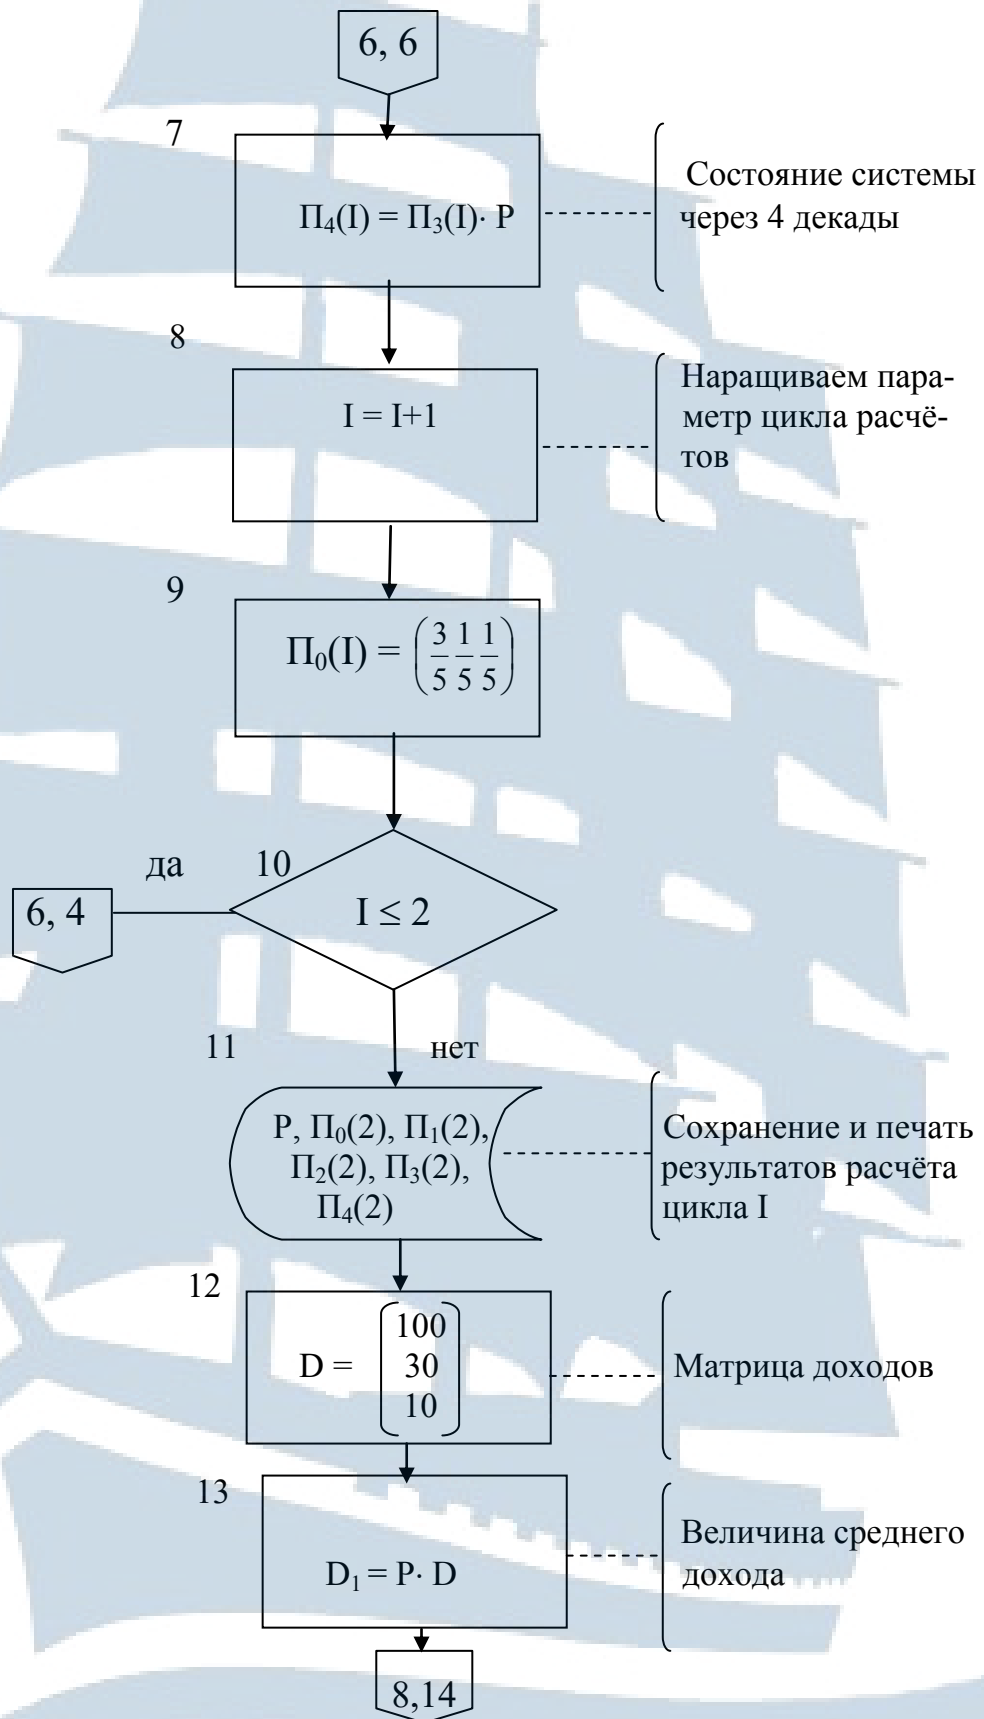 6, 6
7
П₄(I) = П₃(I)· P
Состояние системы
через 4 декады
8
I = I+1
Наращиваем пара-
метр цикла расчё-
тов
9
П₀(I) = (3/5 1/5 1/5)
да
10
I ≤ 2
6, 4
11
нет
P, П₀(2), П₁(2),
П₂(2), П₃(2),
П₄(2)
Сохранение и печать
результатов расчёта
цикла I
12
D =
100
30
10
Матрица доходов
13
D₁ = P· D
Величина среднего
дохода
8,14